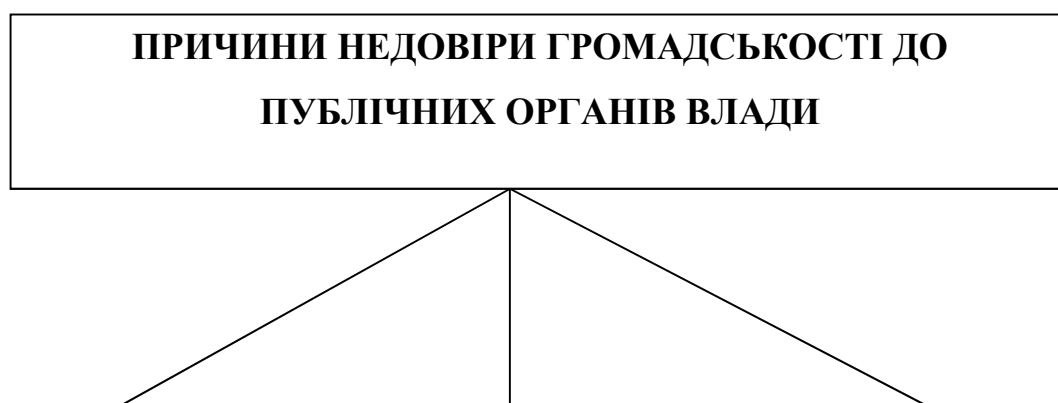 ПРИЧИНИ НЕДОВІРИ ГРОМАДСЬКОСТІ ДО
ПУБЛІЧНИХ ОРГАНІВ ВЛАДИ